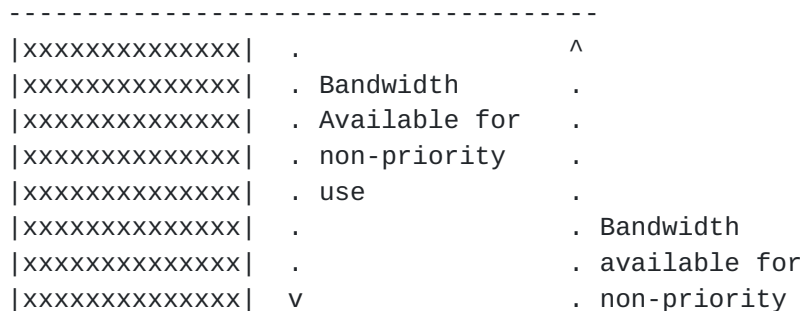 --------------------------------------
|xxxxxxxxxxxxxx|  .                 ^
|xxxxxxxxxxxxxx|  . Bandwidth       .
|xxxxxxxxxxxxxx|  . Available for   .
|xxxxxxxxxxxxxx|  . non-priority    .
|xxxxxxxxxxxxxx|  . use             .
|xxxxxxxxxxxxxx|  .                 . Bandwidth
|xxxxxxxxxxxxxx|  .                 . available for
|xxxxxxxxxxxxxx|  v                 . non-priority